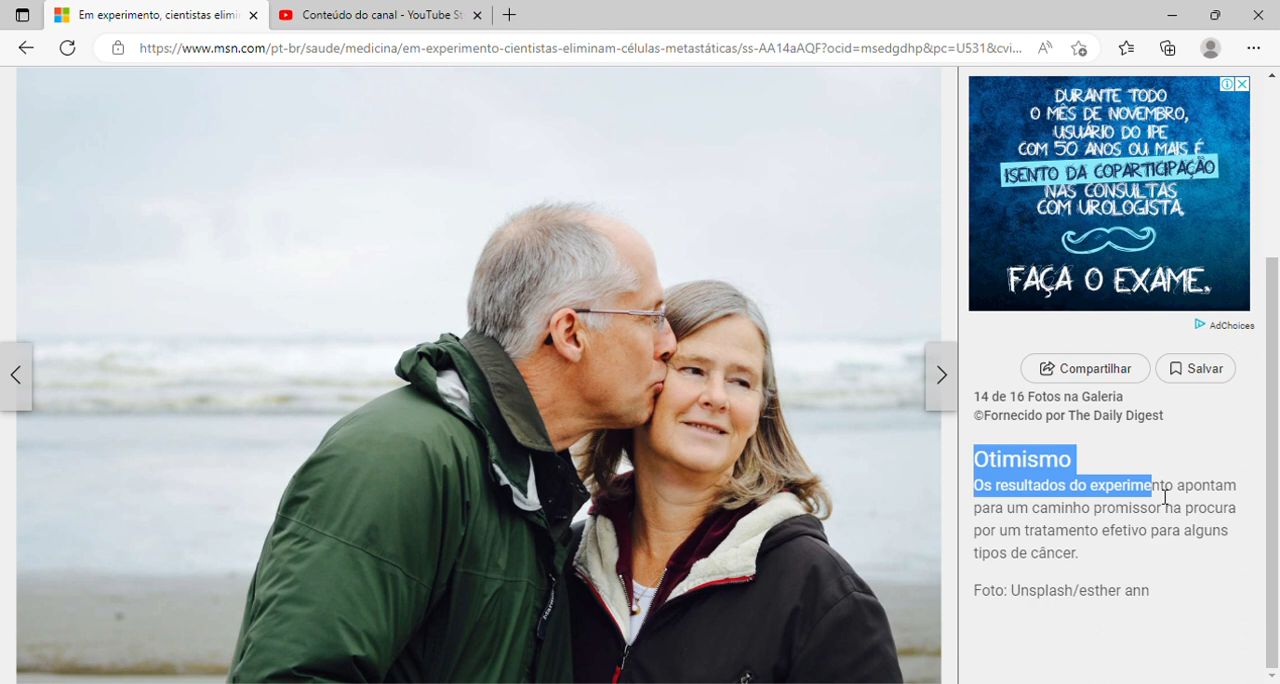 Em experimento, cientistas elimi
Conteúdo do canal - YouTube S
https://www.msn.com/pt-br/saude/medicina/em-experimento-cientistas-eliminam-células-metastáticas/ss-AA14aAQF?ocid=msedgdhp&pc=U531&cvi...
DURANTE TODO
O MÊS DE NOVEMBRO,
USUÁRIO DO IPE
COM 50 ANOS OU MAIS É
ISENTO DA COPARTICIPAÇÃO
NAS CONSULTAS
COM UROLOGISTA.
FAÇA O EXAME.
AdChoices
Compartilhar
Salvar
14 de 16 Fotos na Galeria
©Fornecido por The Daily Digest
Otimismo
Os resultados do experimento apontam
para um caminho promissor na procura
por um tratamento efetivo para alguns
tipos de câncer.
Foto: Unsplash/esther ann